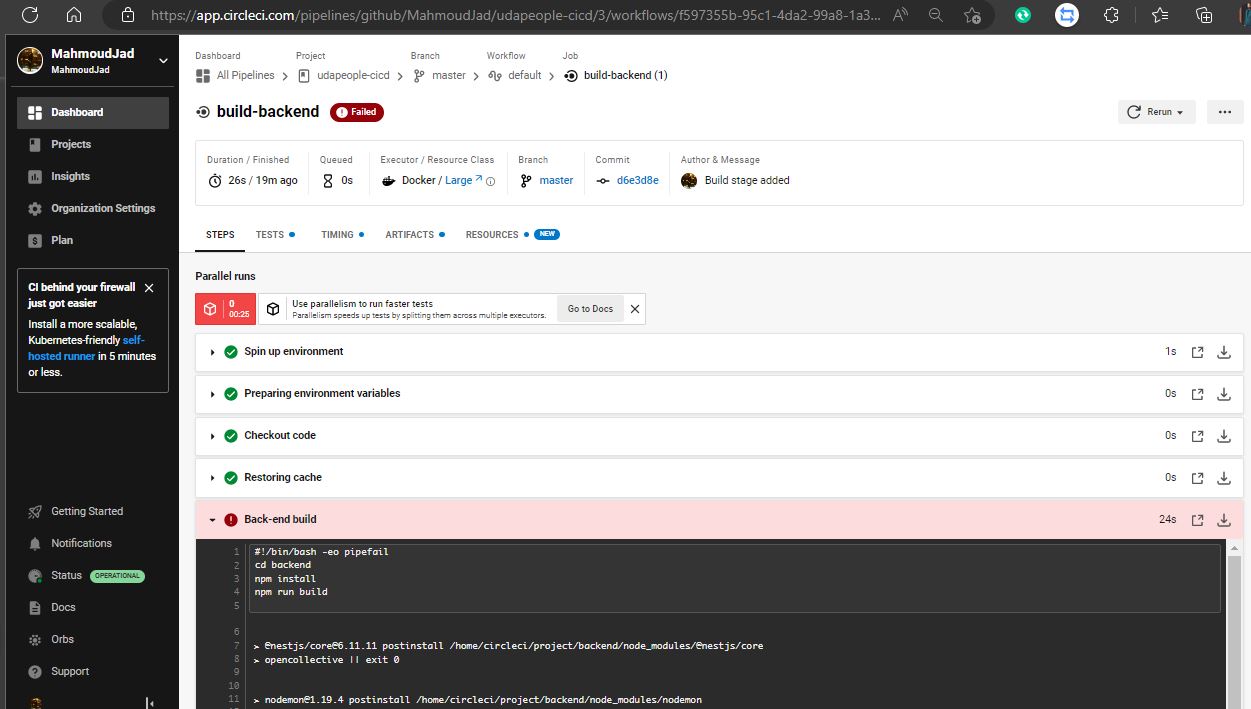 https://app.circleci.com/pipelines/github/MahmoudJad/udapeople-cicd/3/workflows/f597355b-95c1-4da2-99a8-1a3...
MahmoudJad
MahmoudJad
Dashboard
Projects
Insights
Organization Settings
Plan
CI behind your firewall
just got easier
Install a more scalable,
Kubernetes-friendly self-
hosted runner in 5 minutes
or less.
Getting Started
Notifications
Status OPERATIONAL
Docs
Orbs
Support
Dashboard Project Branch Workflow Job
All Pipelines udapeople-cicd master default build-backend (1)
build-backend Failed
Rerun
Duration / Finished Queued Executor / Resource Class Branch Commit Author & Message
26s / 19m ago 0s Docker / Large master d6e3d8e Build stage added
STEPS TESTS TIMING ARTIFACTS RESOURCES NEW
Parallel runs
0
00:25
Use parallelism to run faster tests
Parallelism speeds up tests by splitting them across multiple executors.
Go to Docs
Spin up environment 1s
Preparing environment variables 0s
Checkout code 0s
Restoring cache 0s
Back-end build 24s
1 #!/bin/bash -eo pipefail
2 cd backend
3 npm install
4 npm run build
5
6
7 > @nestjs/core@6.11.11 postinstall /home/circleci/project/backend/node_modules/@nestjs/core
8 > opencollective || exit 0
9
10
11 > nodemon@1.19.4 postinstall /home/circleci/project/backend/node_modules/nodemon